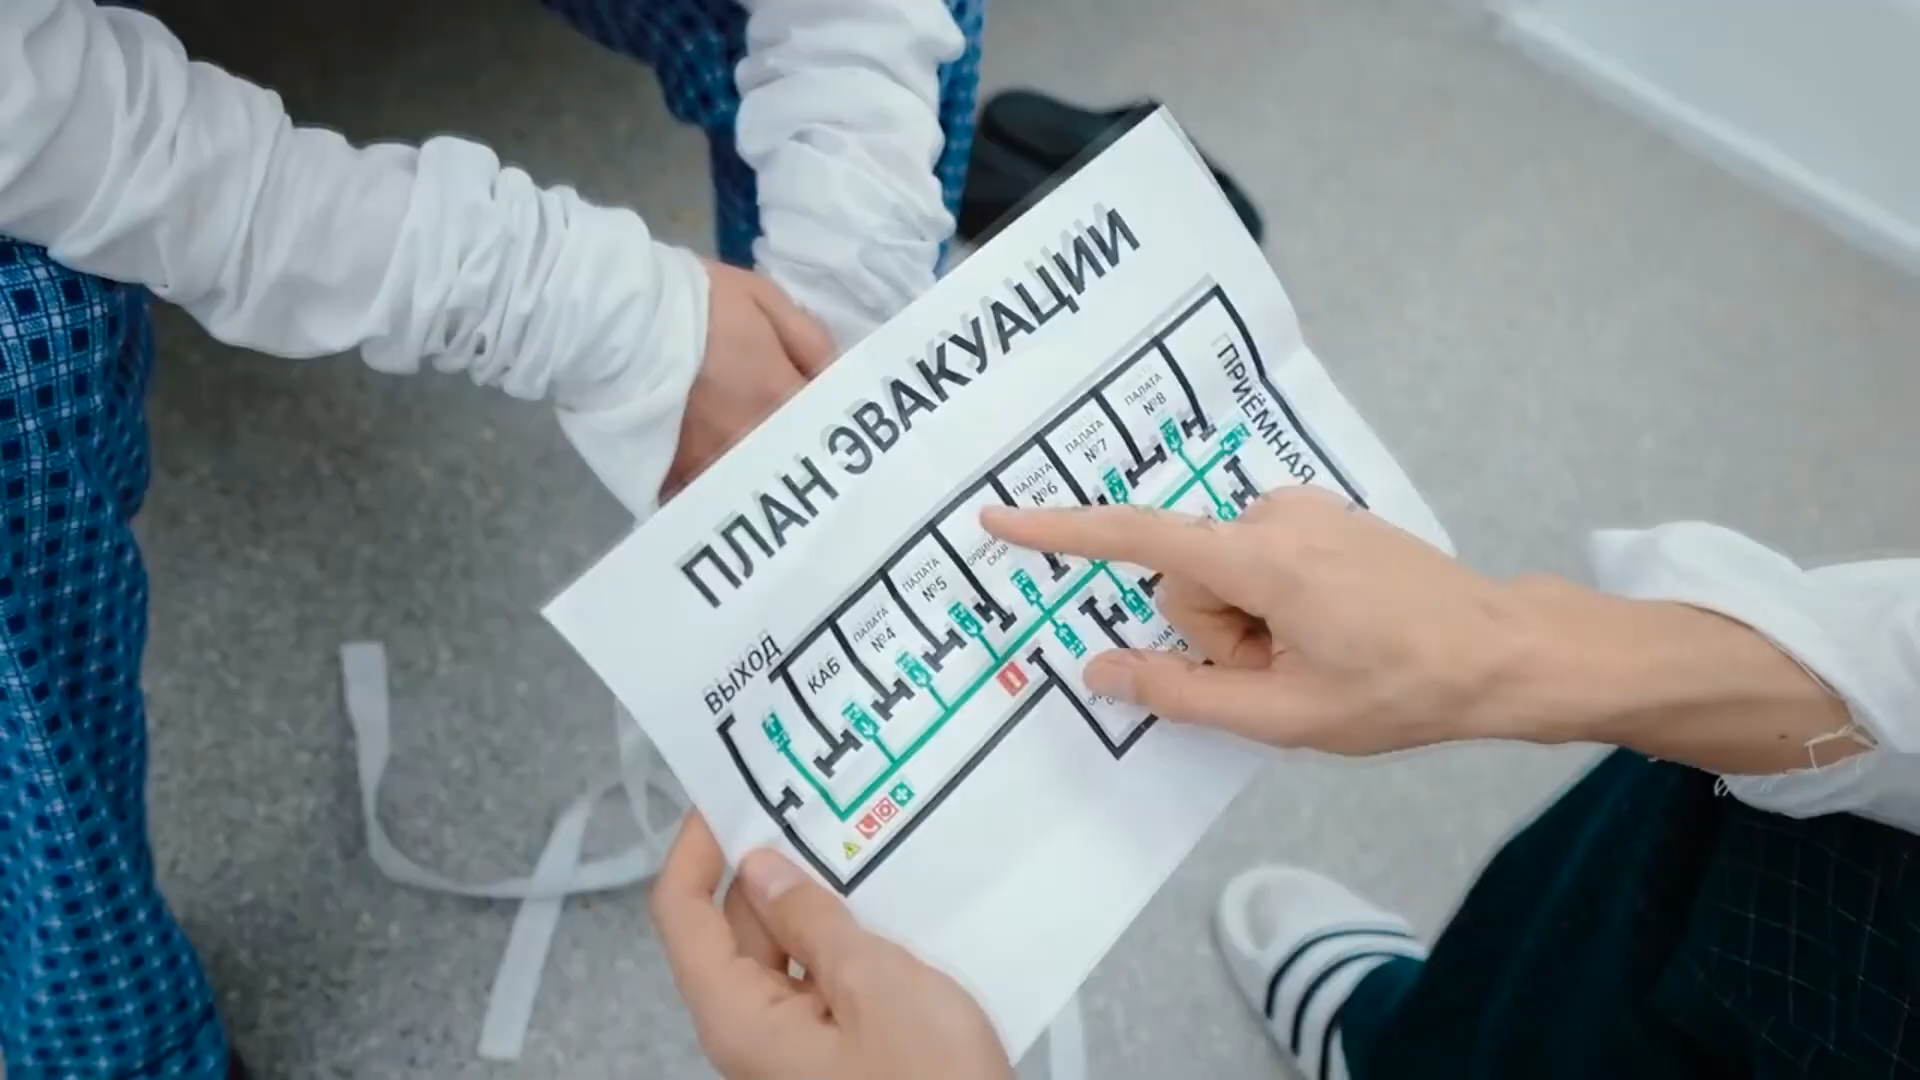 ПЛАН ЭВАКУАЦИИ
ВЫХОД
КАБ
ПАЛАТА
№4
ПАЛАТА
№5
ПАЛАТА
№6
ПАЛАТА
№7
ПАЛАТА
№8
ПРИЁМНАЯ